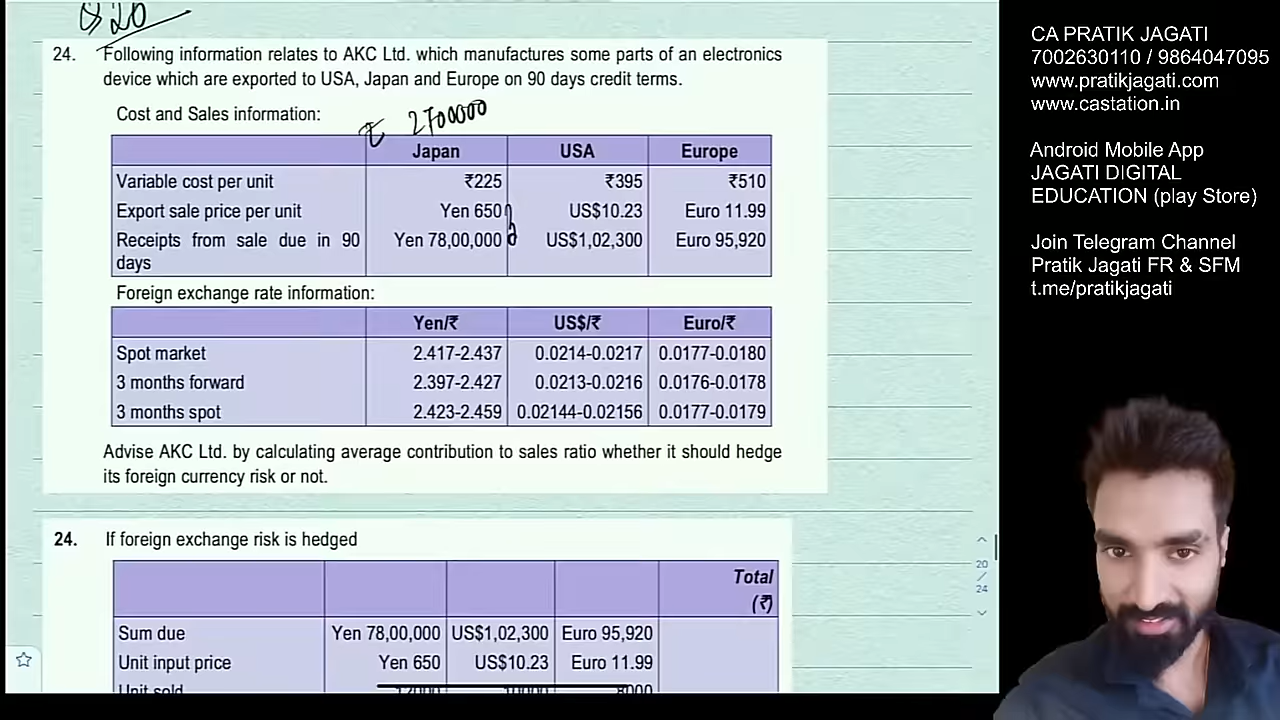 Q 20
24. Following information relates to AKC Ltd. which manufactures some parts of an electronics
device which are exported to USA, Japan and Europe on 90 days credit terms.
Cost and Sales information:
₹ 2700000
Japan USA Europe
Variable cost per unit ₹225 ₹395 ₹510
Export sale price per unit Yen 650 US$10.23 Euro 11.99
Receipts from sale due in 90 Yen 78,00,000 US$1,02,300 Euro 95,920
days
Foreign exchange rate information:
Yen/₹ US$/₹ Euro/₹
Spot market 2.417-2.437 0.0214-0.0217 0.0177-0.0180
3 months forward 2.397-2.427 0.0213-0.0216 0.0176-0.0178
3 months spot 2.423-2.459 0.02144-0.02156 0.0177-0.0179
Advise AKC Ltd. by calculating average contribution to sales ratio whether it should hedge
its foreign currency risk or not.
24. If foreign exchange risk is hedged
Total
(₹)
Sum due Yen 78,00,000 US$1,02,300 Euro 95,920
Unit input price Yen 650 US$10.23 Euro 11.99
Unit sold 12000 10000 8000
20
/
24
CA PRATIK JAGATI
7002630110 / 9864047095
www.pratikjagati.com
www.castation.in
Android Mobile App
JAGATI DIGITAL
EDUCATION (play Store)
Join Telegram Channel
Pratik Jagati FR & SFM
t.me/pratikjagati